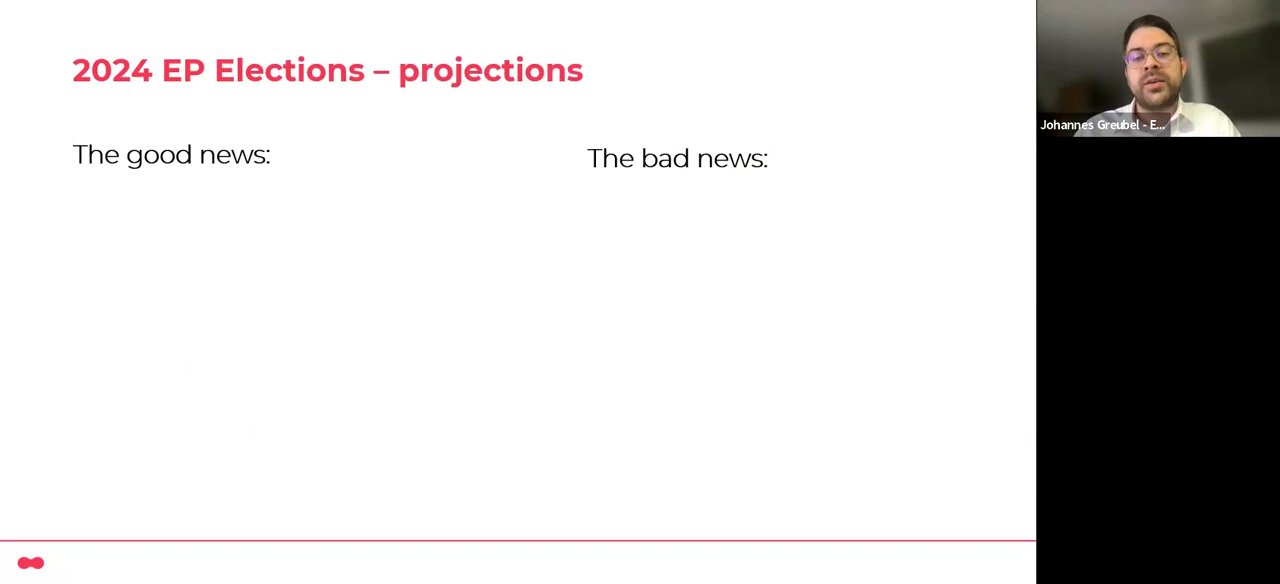 2024 EP Elections – projections
The good news:
The bad news:
Johannes Greubel - E...